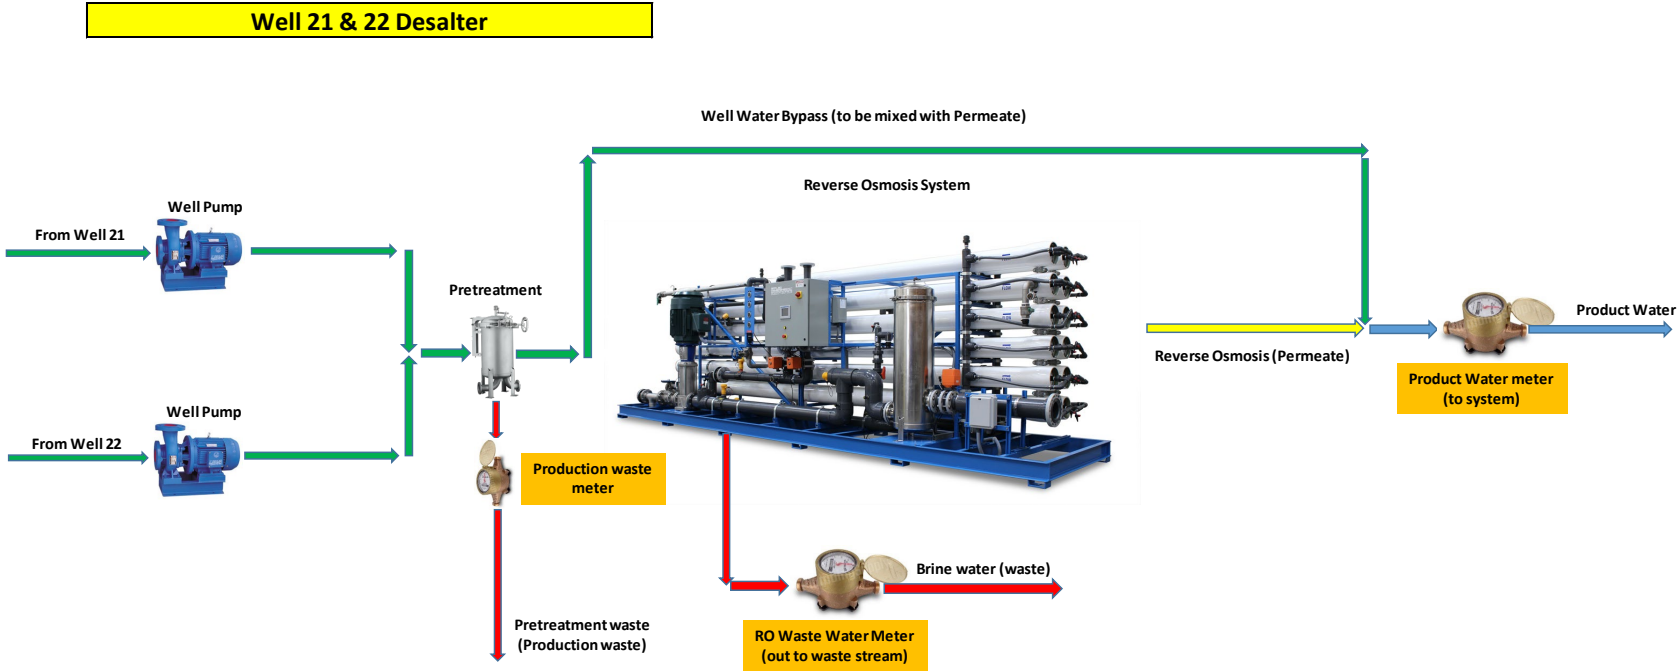 Well 21 & 22 Desalter
Well Water Bypass (to be mixed with Permeate)
Reverse Osmosis System
Well Pump
From Well 21
Pretreatment
Product Water
Reverse Osmosis (Permeate)
Product Water meter
(to system)
Well Pump
From Well 22
Production waste
meter
Brine water (waste)
Pretreatment waste
(Production waste)
RO Waste Water Meter
(out to waste stream)